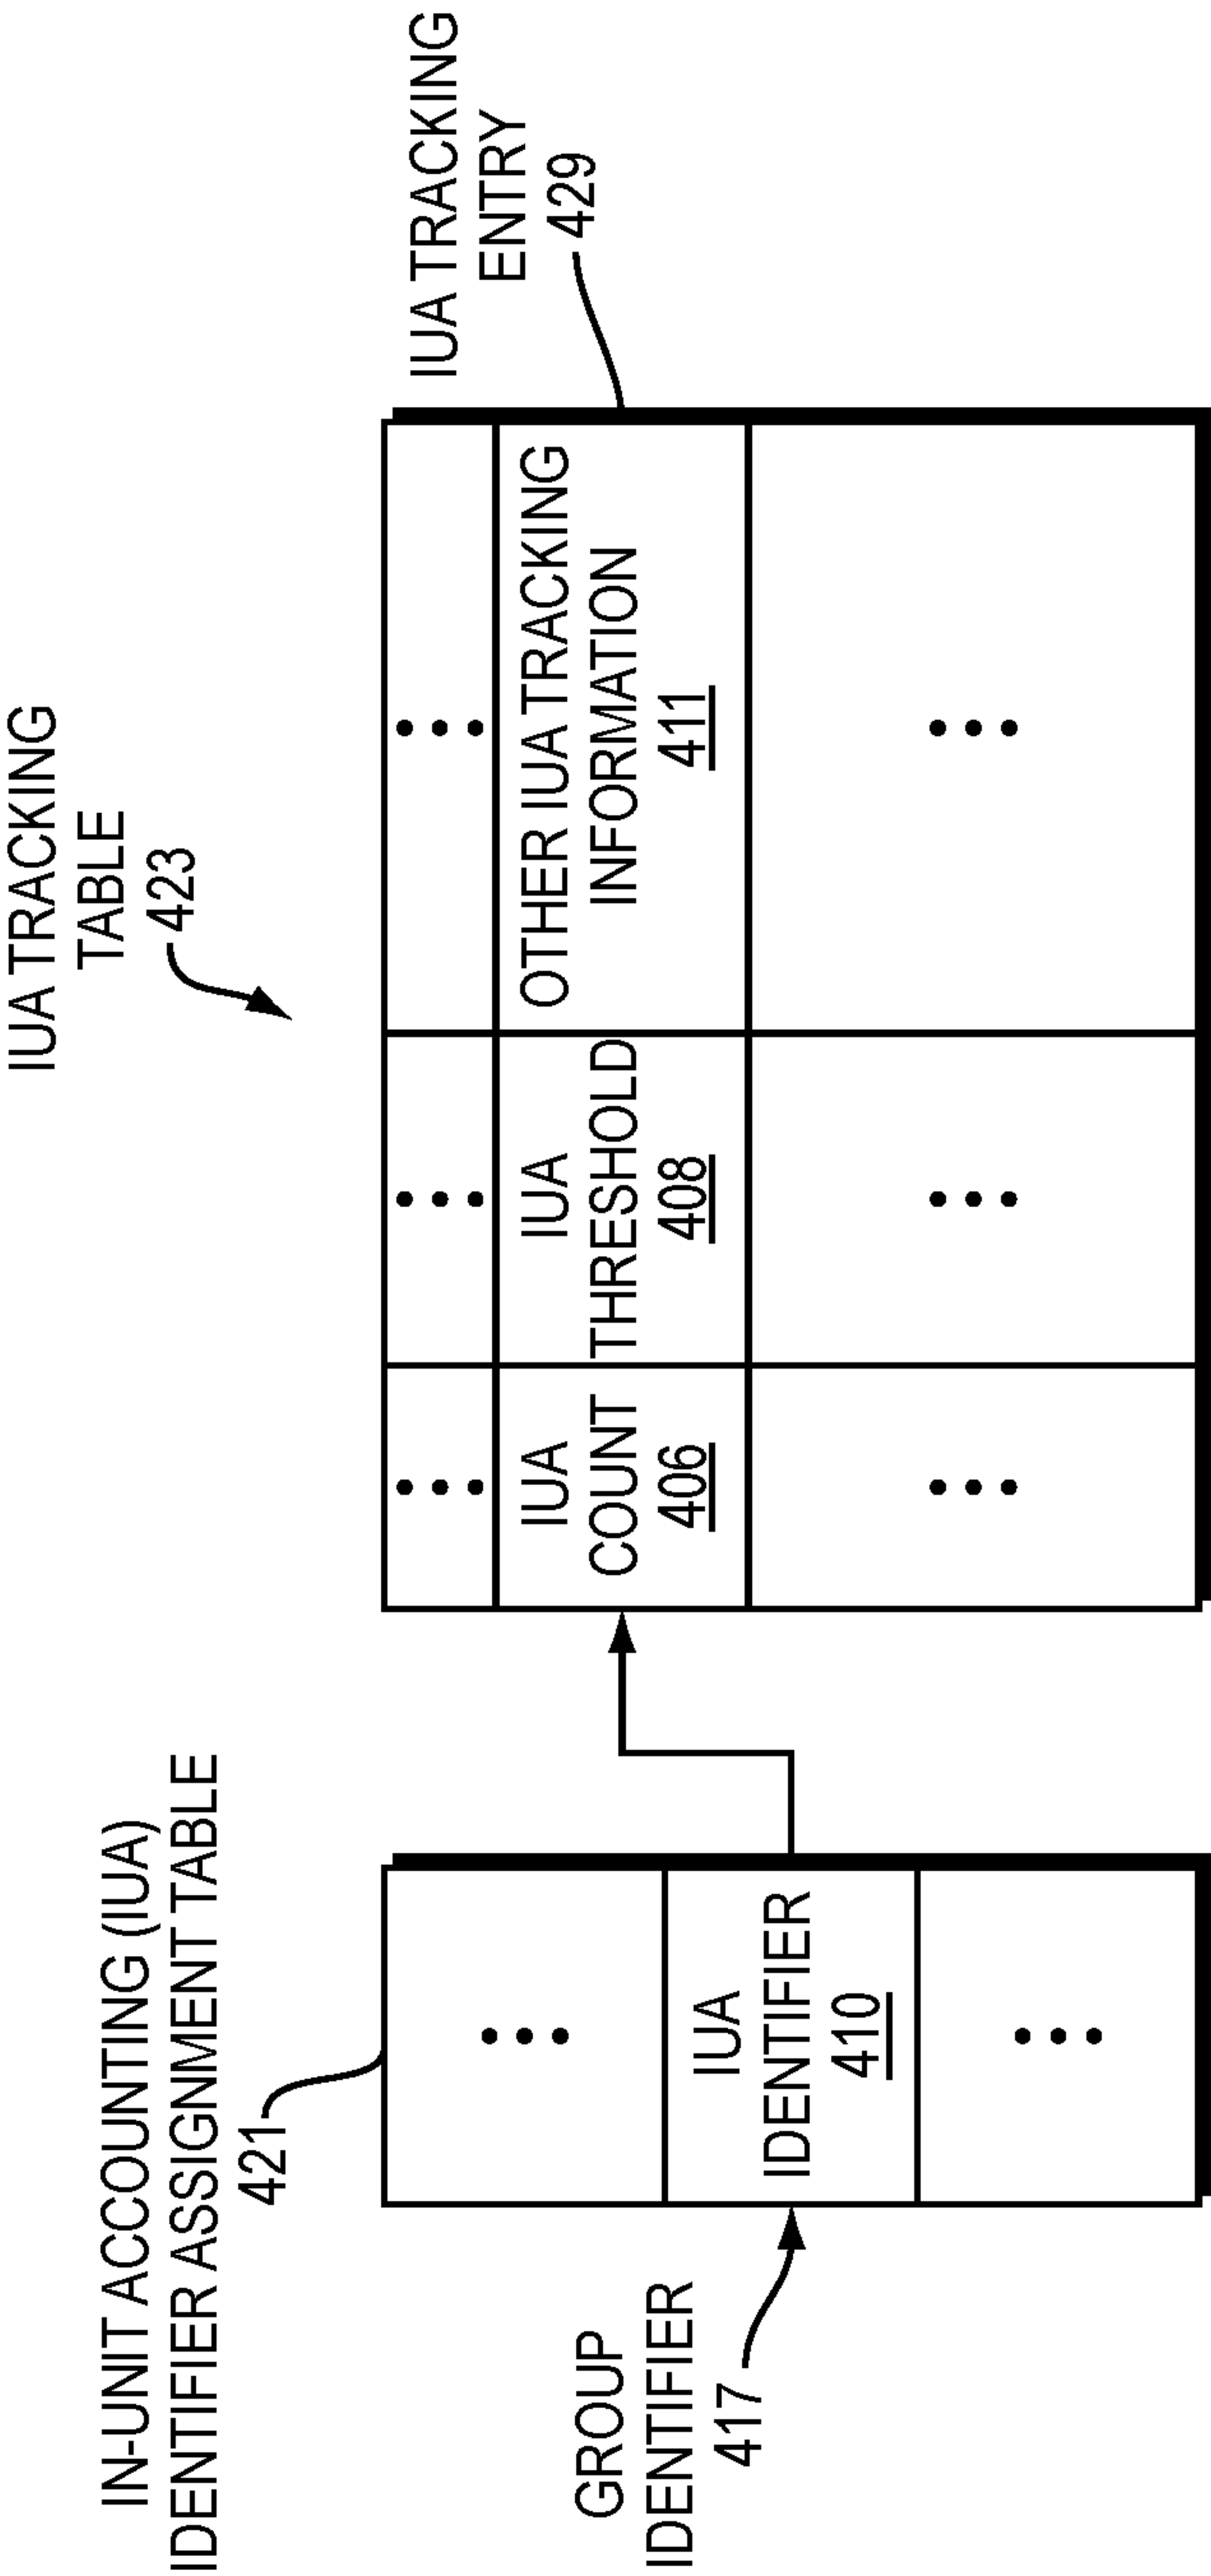 IN-UNIT ACCOUNTING (IUA)
IDENTIFIER ASSIGNMENT TABLE
421
IUA TRACKING
TABLE
423
GROUP
IDENTIFIER
417
IUA
IDENTIFIER
410
IUA
COUNT
406
IUA
THRESHOLD
408
OTHER IUA TRACKING
INFORMATION
411
IUA TRACKING
ENTRY
429